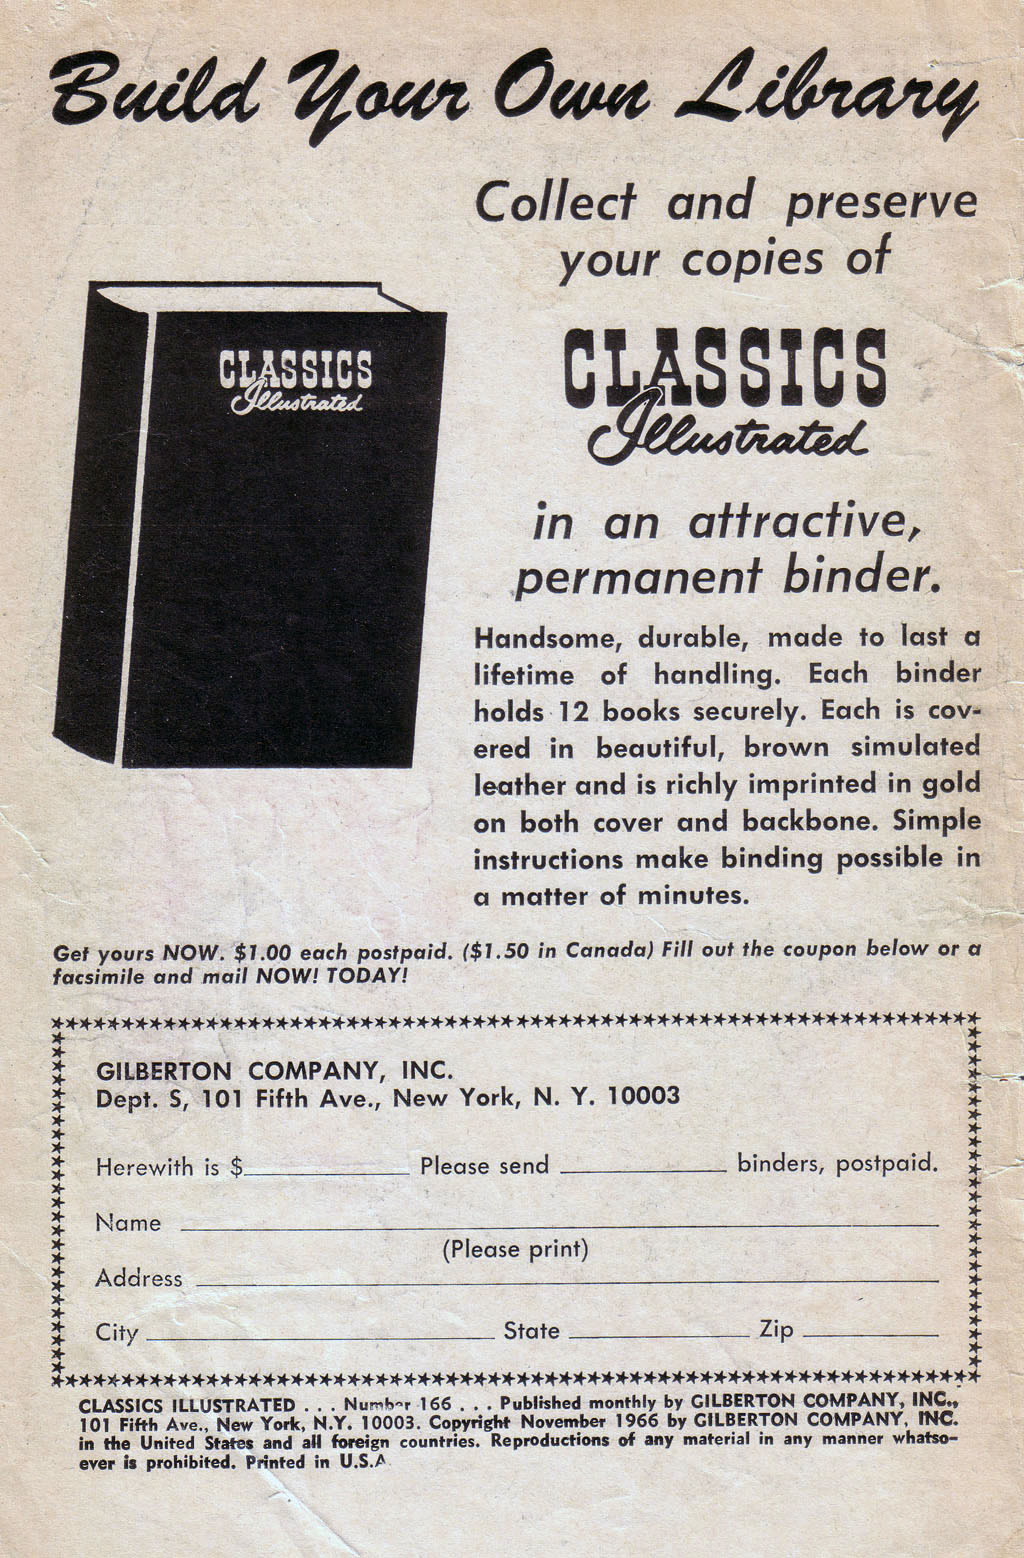 Build Your Own Library
Collect and preserve
your copies of
CLASSICS
Illustrated
CLASSICS
Illustrated
in an attractive,
permanent binder.
Handsome, durable, made to last a
lifetime of handling. Each binder
holds 12 books securely. Each is cov-
ered in beautiful, brown simulated
leather and is richly imprinted in gold
on both cover and backbone. Simple
instructions make binding possible in
a matter of minutes.
Get yours NOW. $1.00 each postpaid. ($1.50 in Canada) Fill out the coupon below or a
facsimile and mail NOW! TODAY!
GILBERTON COMPANY, INC.
Dept. S, 101 Fifth Ave., New York, N. Y. 10003
Herewith is $ Please send binders, postpaid.
Name
(Please print)
Address
City State Zip
CLASSICS ILLUSTRATED . . . Number 166 . . . Published monthly by GILBERTON COMPANY, INC.,
101 Fifth Ave., New York, N.Y. 10003. Copyright November 1966 by GILBERTON COMPANY, INC.
in the United States and all foreign countries. Reproductions of any material in any manner whatso-
ever is prohibited. Printed in U.S.A.